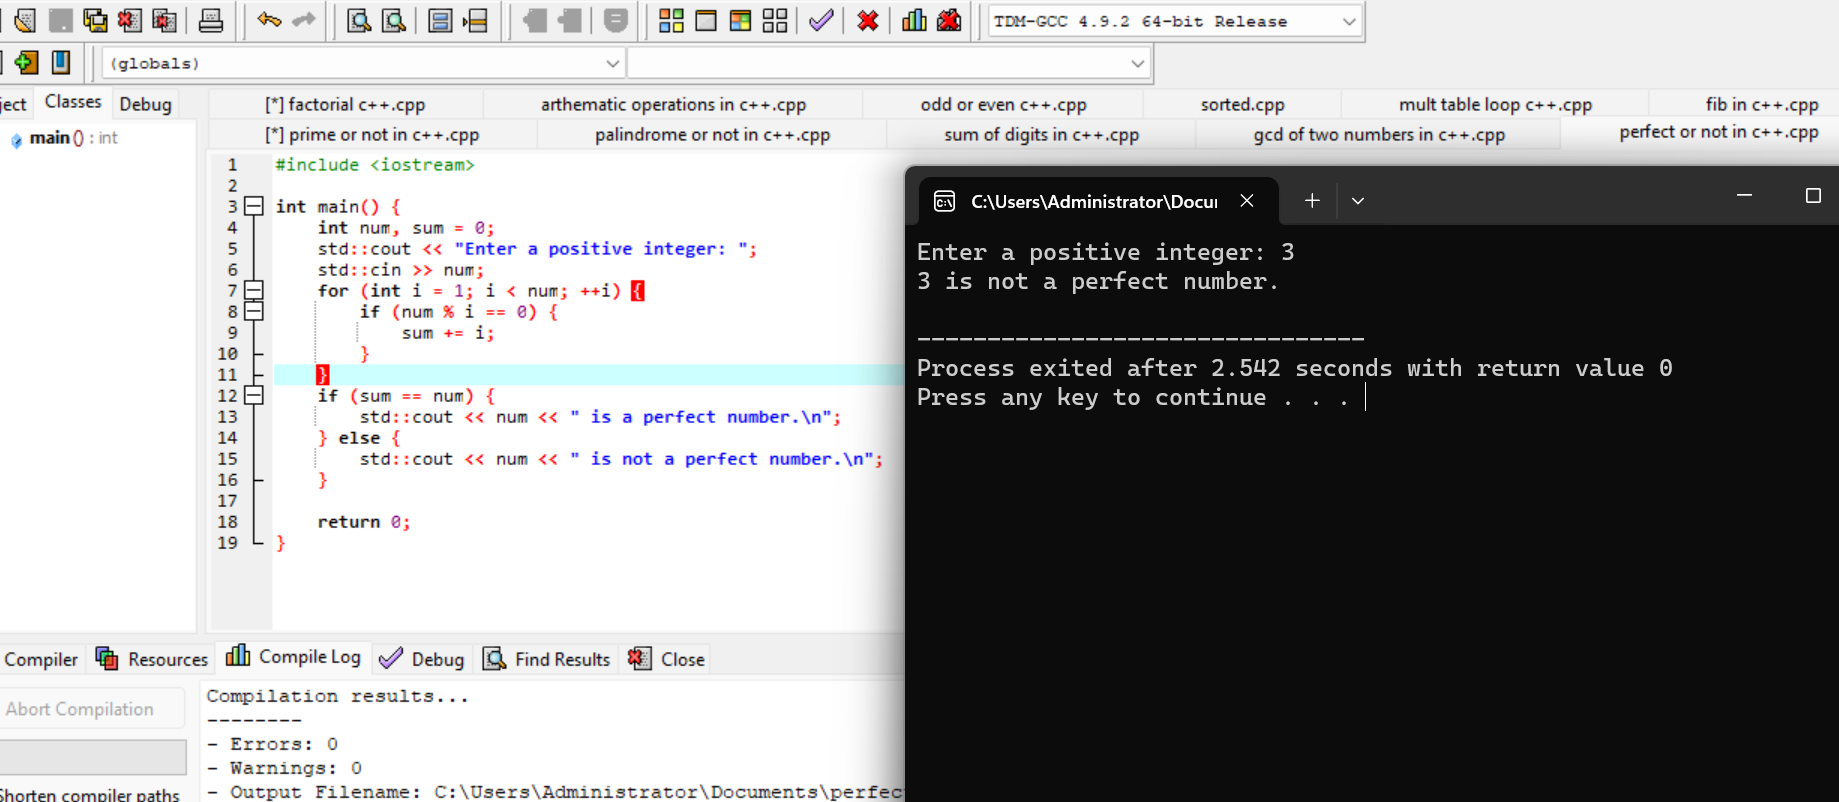 TDM-GCC 4.9.2 64-bit Release
(globals)
ject Classes Debug
[*] factorial c++.cpp arthematic operations in c++.cpp odd or even c++.cpp sorted.cpp mult table loop c++.cpp fib in c++.cpp
[*] prime or not in c++.cpp palindrome or not in c++.cpp sum of digits in c++.cpp gcd of two numbers in c++.cpp perfect or not in c++.cpp
main () : int
1 #include <iostream>
2
3 int main() {
4 int num, sum = 0;
5 std::cout << "Enter a positive integer: ";
6 std::cin >> num;
7 for (int i = 1; i < num; ++i) {
8 if (num % i == 0) {
9 sum += i;
10 }
11 }
12 if (sum == num) {
13 std::cout << num << " is a perfect number.\n";
14 } else {
15 std::cout << num << " is not a perfect number.\n";
16 }
17
18 return 0;
19 }
C:\Users\Administrator\Docu
Enter a positive integer: 3
3 is not a perfect number.
--------------------------------
Process exited after 2.542 seconds with return value 0
Press any key to continue . . .
Compiler Resources Compile Log Debug Find Results Close
Abort Compilation
Shorten compiler paths
Compilation results...
--------
- Errors: 0
- Warnings: 0
- Output Filename: C:\Users\Administrator\Documents\perfec